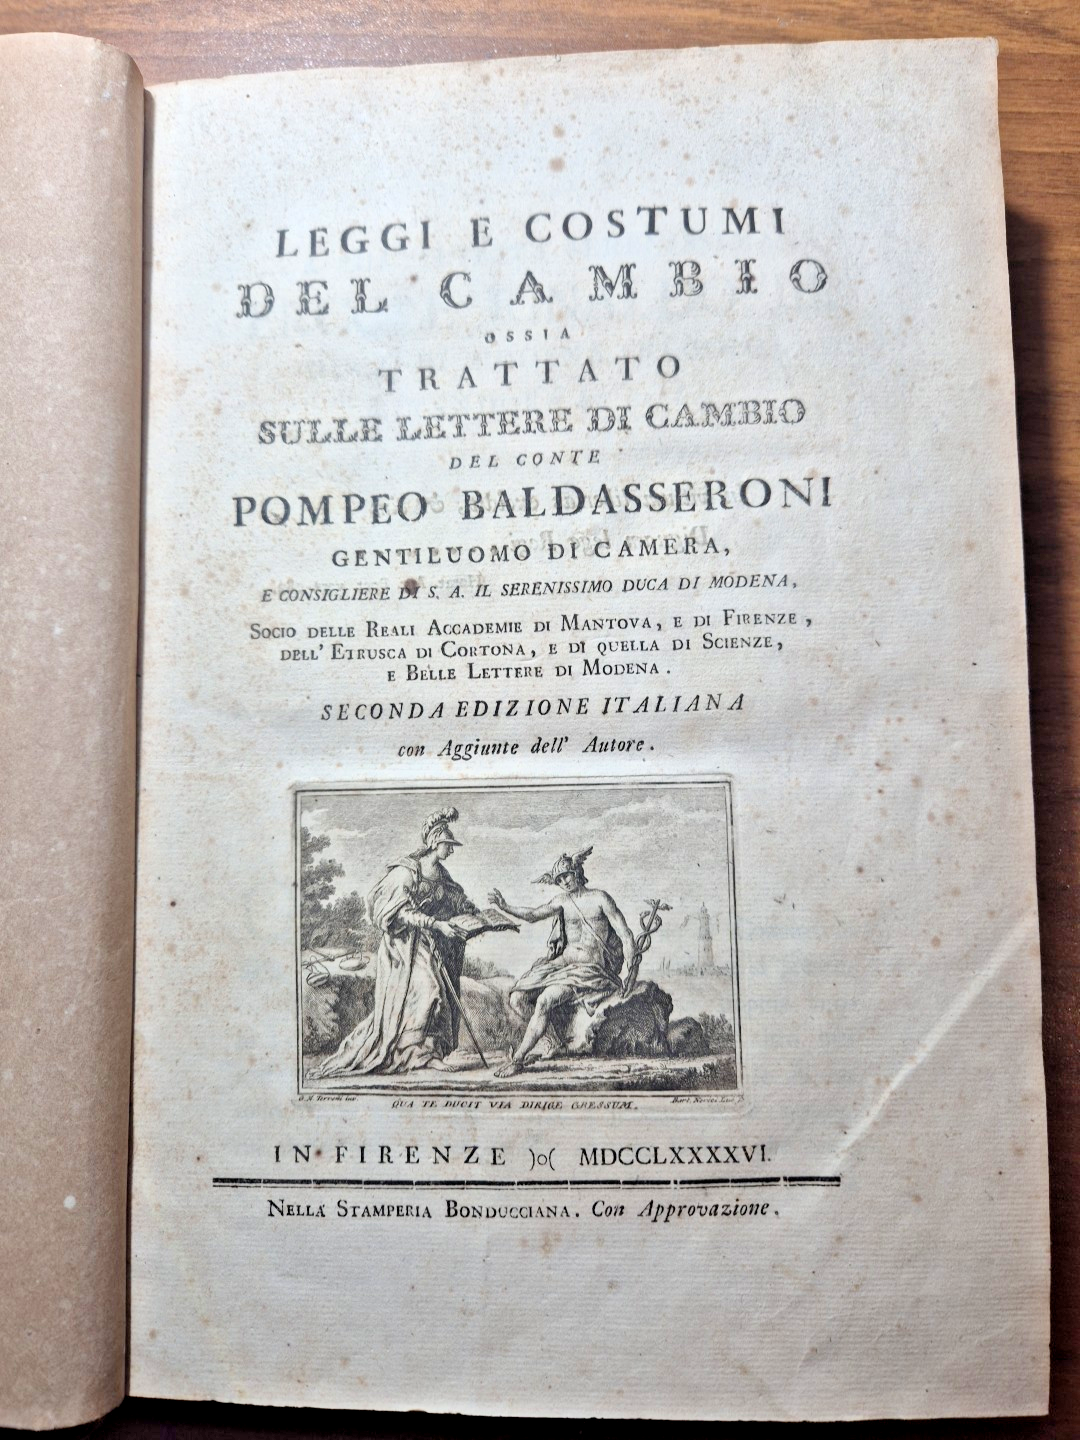 LEGGI E COSTUMI
DEL CAMBIO
OSSIA
TRATTATO
SULLE LETTERE DI CAMBIO
DEL CONTE
POMPEO BALDASSERONI
GENTILUOMO DI CAMERA,
E CONSIGLIERE DI S. A. IL SERENISSIMO DUCA DI MODENA,
SOCIO DELLE REALI ACCADEMIE DI MANTOVA, E DI FIRENZE,
DELL' ETRUSCA DI CORTONA, E DI QUELLA DI SCIENZE,
E BELLE LETTERE DI MODENA.
SECONDA EDIZIONE ITALIANA
con Aggiunte dell' Autore.
QUA TE DUCIT VIA DIRIGE GRESSUM.
IN FIRENZE )o( MDCCLXXXXVI.
NELLA STAMPERIA BONDUCCIANA. Con Approvazione.